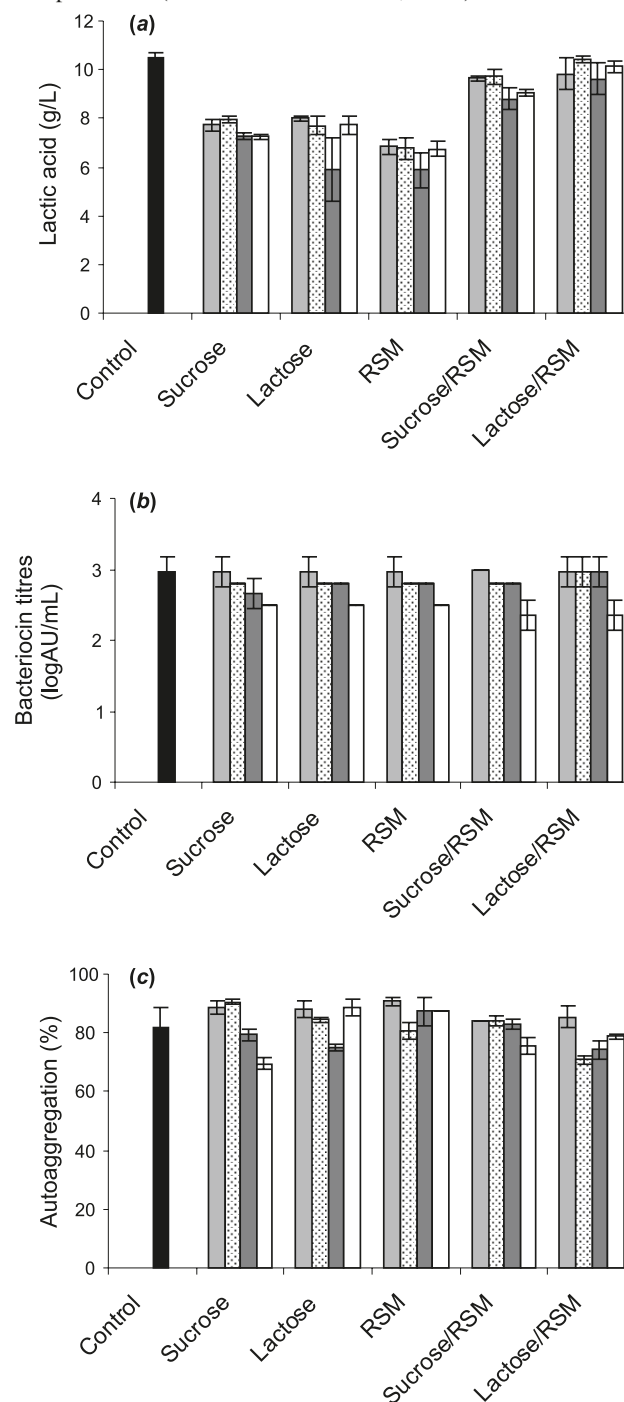 (a)
12
10
8
6
4
2
0
Lactic acid (g/L)
Control
Sucrose
Lactose
RSM
Sucrose/RSM
Lactose/RSM
(b)
4
3
2
1
0
Bacteriocin titres
(logAU/mL)
Control
Sucrose
Lactose
RSM
Sucrose/RSM
Lactose/RSM
(c)
100
80
60
40
20
0
Autoaggregation (%)
Control
Sucrose
Lactose
RSM
Sucrose/RSM
Lactose/RSM